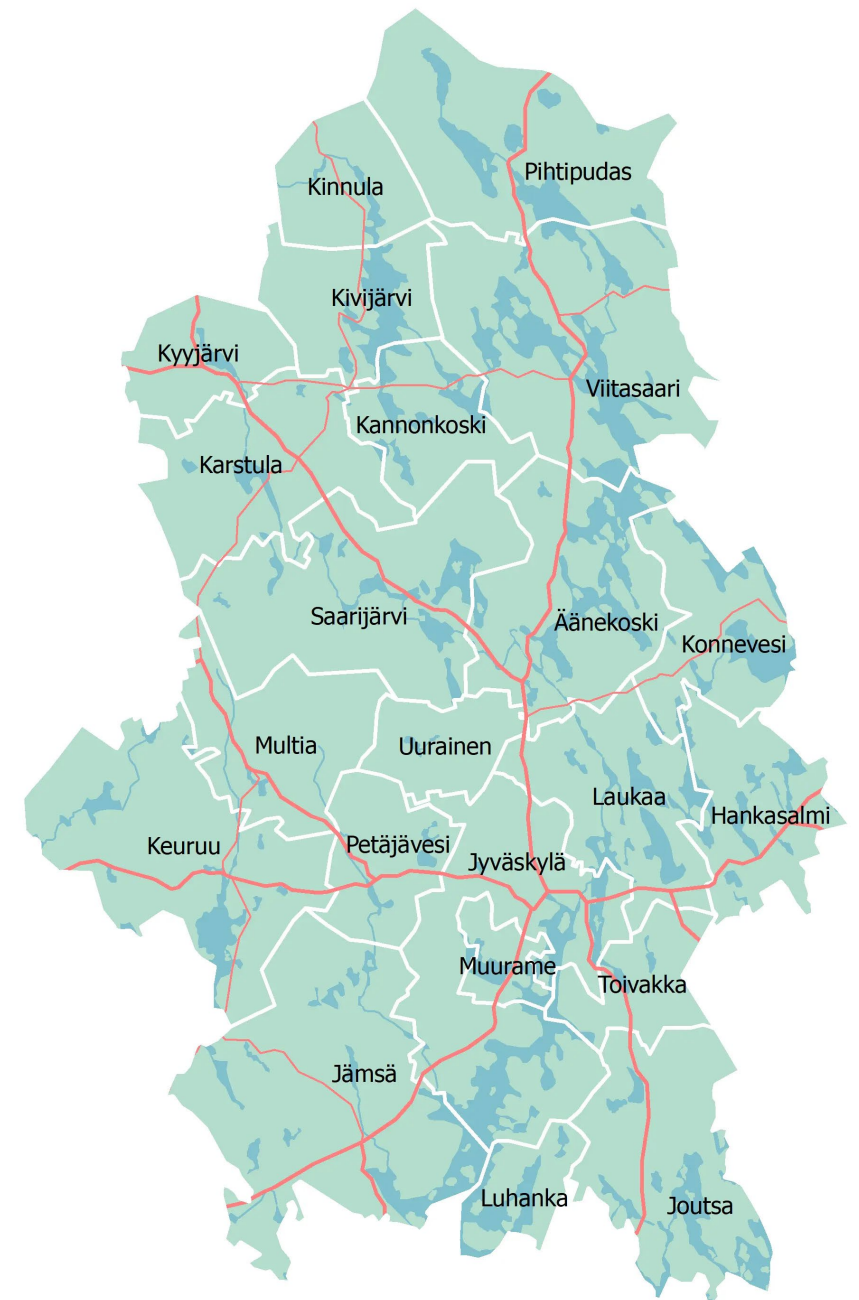 Pihtipudas
Kinnula
Kivijärvi
Kyyjärvi
Viitasaari
Kannonkoski
Karstula
Saarijärvi
Äänekoski
Konnevesi
Multia
Uurainen
Laukaa
Hankasalmi
Keuruu
Petäjävesi
Jyväskylä
Muurame
Toivakka
Jämsä
Luhanka
Joutsa